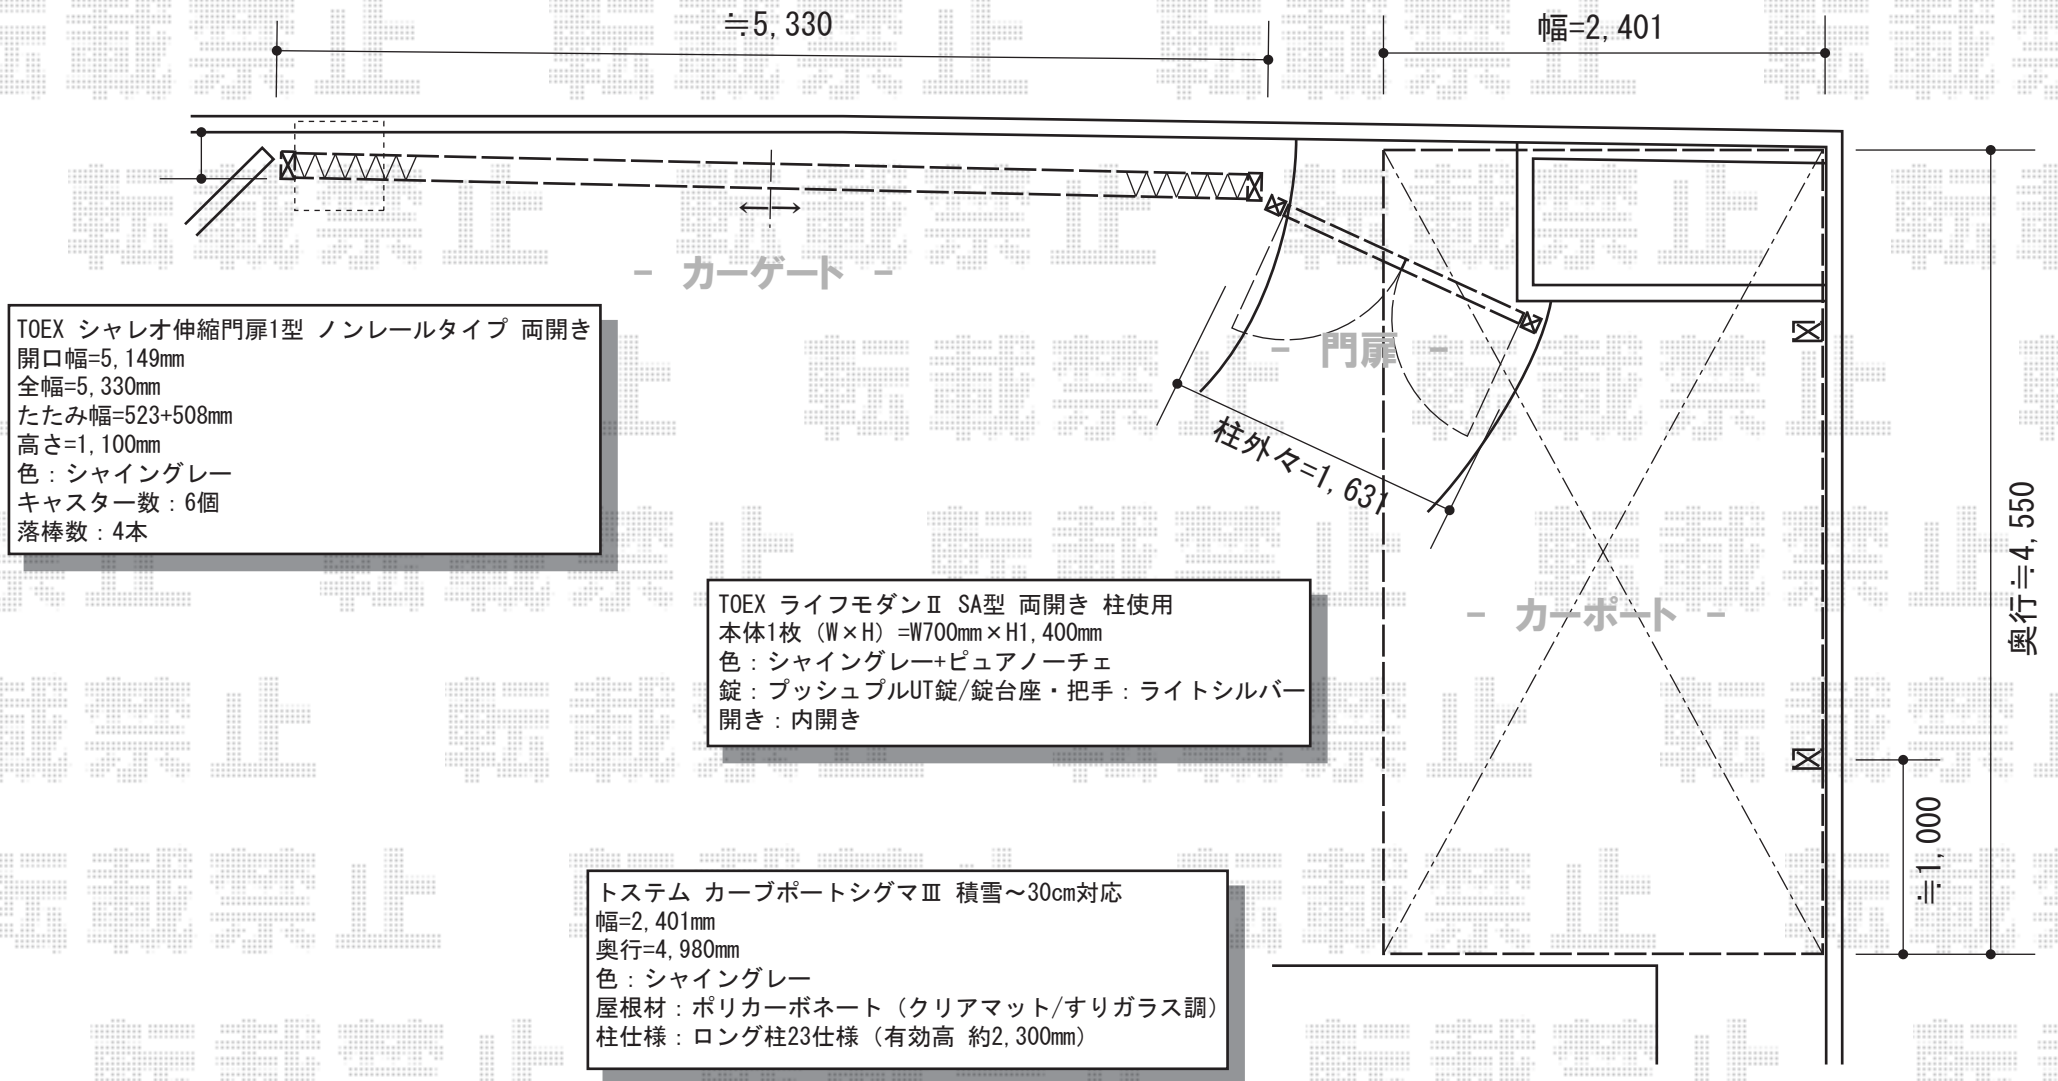 ≒5,330
幅=2,401
- カーゲート -
TOEX シャレオ伸縮門扉1型 ノンレールタイプ 両開き
開口幅=5,149mm
全幅=5,330mm
たたみ幅=523+508mm
高さ=1,100mm
色：シャイングレー
キャスター数：6個
落棒数：4本
- 門扉 -
柱外々=1,631
TOEX ライフモダンⅡ SA型 両開き 柱使用
本体1枚（W×H）=W700mm×H1,400mm
色：シャイングレー+ピュアノーチェ
錠：プッシュプルUT錠/錠台座・把手：ライトシルバー
開き：内開き
- カーポート -
奥行≒4,550
≒1,000
トステム カーブポートシグマⅢ 積雪～30cm対応
幅=2,401mm
奥行=4,980mm
色：シャイングレー
屋根材：ポリカーボネート（クリアマット/すりガラス調）
柱仕様：ロング柱23仕様（有効高 約2,300mm）
転載禁止